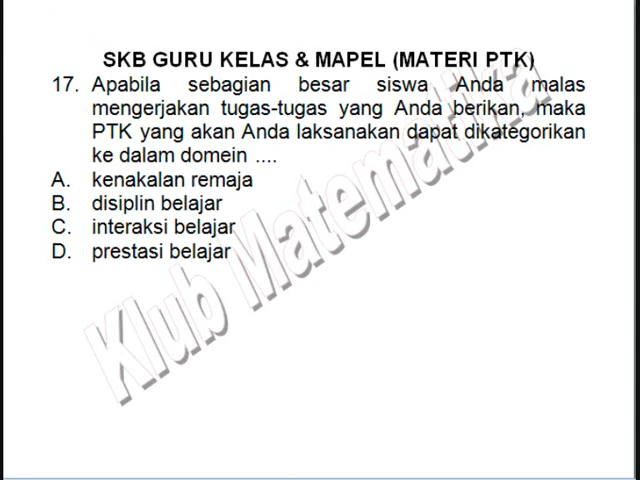 SKB GURU KELAS & MAPEL (MATERI PTK)
17. Apabila sebagian besar siswa Anda malas
mengerjakan tugas-tugas yang Anda berikan, maka
PTK yang akan Anda laksanakan dapat dikategorikan
ke dalam domein ....
A. kenakalan remaja
B. disiplin belajar
C. interaksi belajar
D. prestasi belajar
Klub Matematika